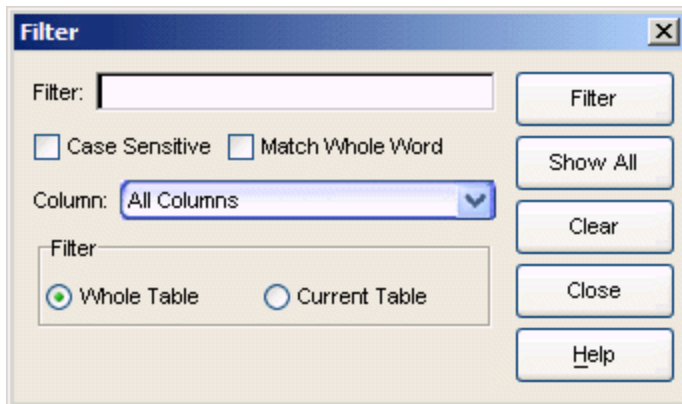 Filter
Filter:
Filter
Case Sensitive Match Whole Word
Show All
Column: All Columns
Clear
Filter
Whole Table Current Table
Close
Help